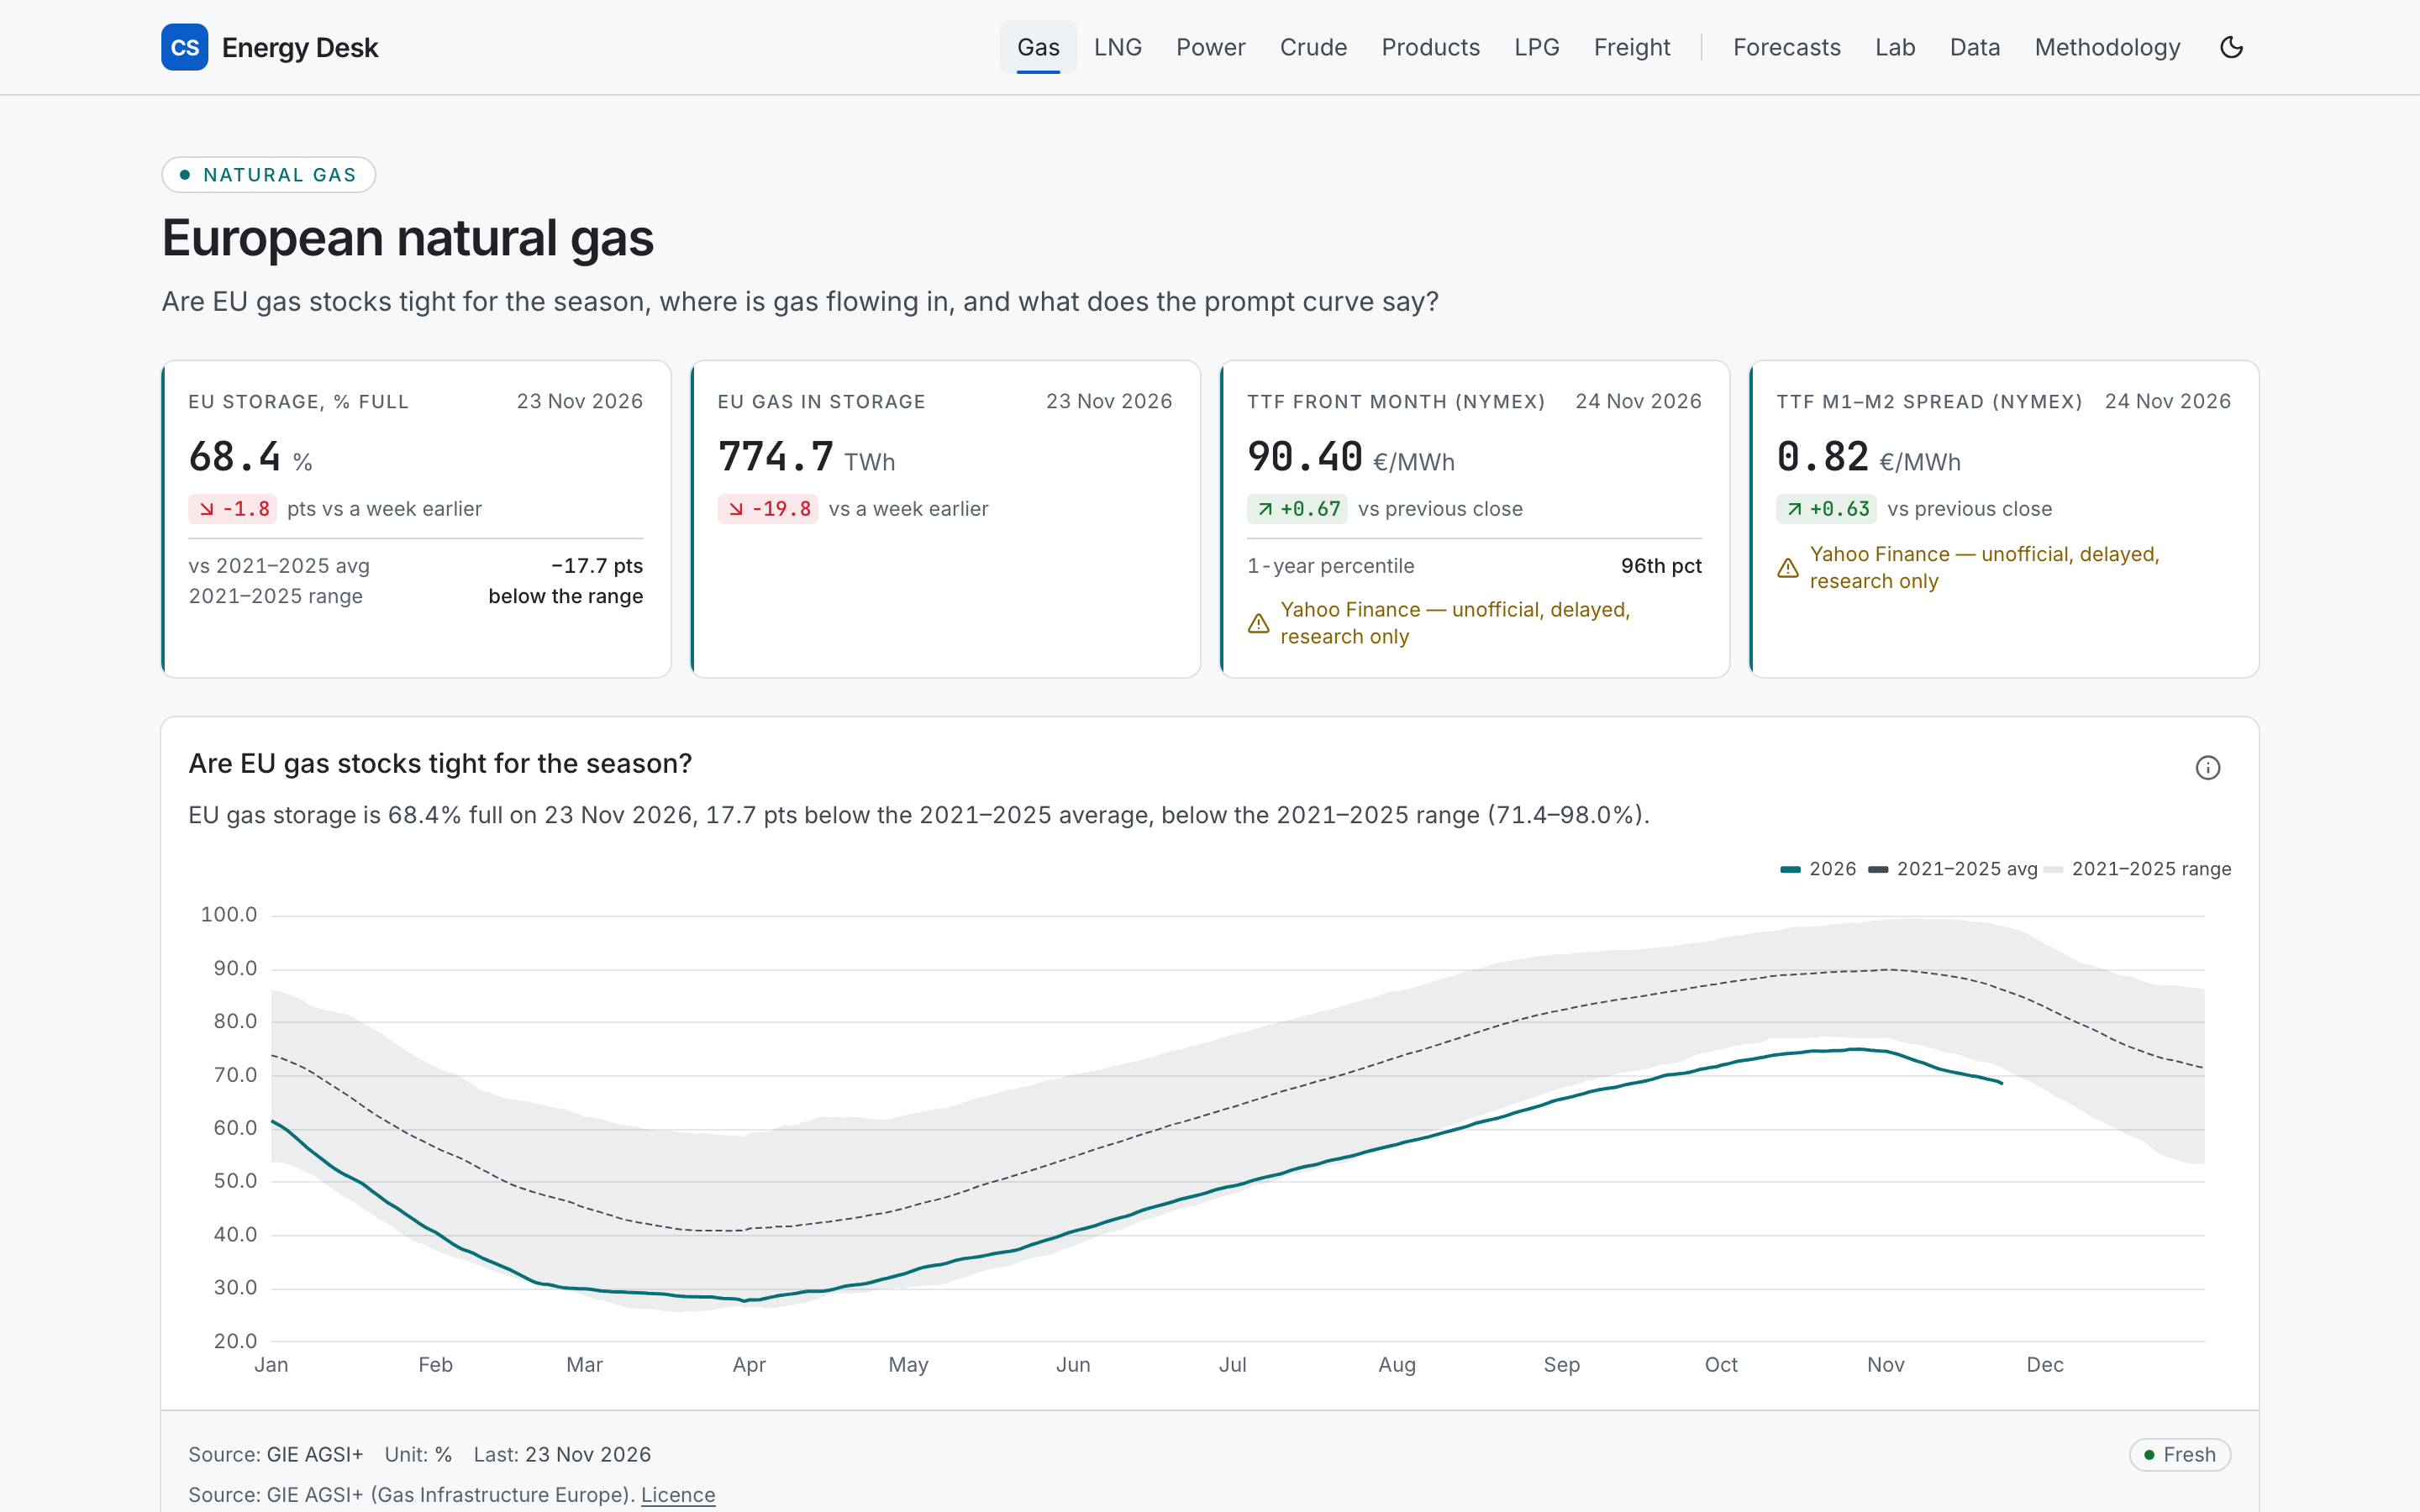 CS Energy Desk
Gas LNG Power Crude Products LPG Freight Forecasts Lab Data Methodology
NATURAL GAS
European natural gas
Are EU gas stocks tight for the season, where is gas flowing in, and what does the prompt curve say?
EU STORAGE, % FULL 23 Nov 2026
68.4 %
-1.8 pts vs a week earlier
vs 2021–2025 avg −17.7 pts
2021–2025 range below the range
EU GAS IN STORAGE 23 Nov 2026
774.7 TWh
-19.8 vs a week earlier
TTF FRONT MONTH (NYMEX) 24 Nov 2026
90.40 €/MWh
+0.67 vs previous close
1-year percentile 96th pct
Yahoo Finance — unofficial, delayed,
research only
TTF M1–M2 SPREAD (NYMEX) 24 Nov 2026
0.82 €/MWh
+0.63 vs previous close
Yahoo Finance — unofficial, delayed,
research only
Are EU gas stocks tight for the season?
EU gas storage is 68.4% full on 23 Nov 2026, 17.7 pts below the 2021–2025 average, below the 2021–2025 range (71.4–98.0%).
2026 2021–2025 avg 2021–2025 range
100.0
90.0
80.0
70.0
60.0
50.0
40.0
30.0
20.0
Jan Feb Mar Apr May Jun Jul Aug Sep Oct Nov Dec
Source: GIE AGSI+ Unit: % Last: 23 Nov 2026 Fresh
Source: GIE AGSI+ (Gas Infrastructure Europe). Licence